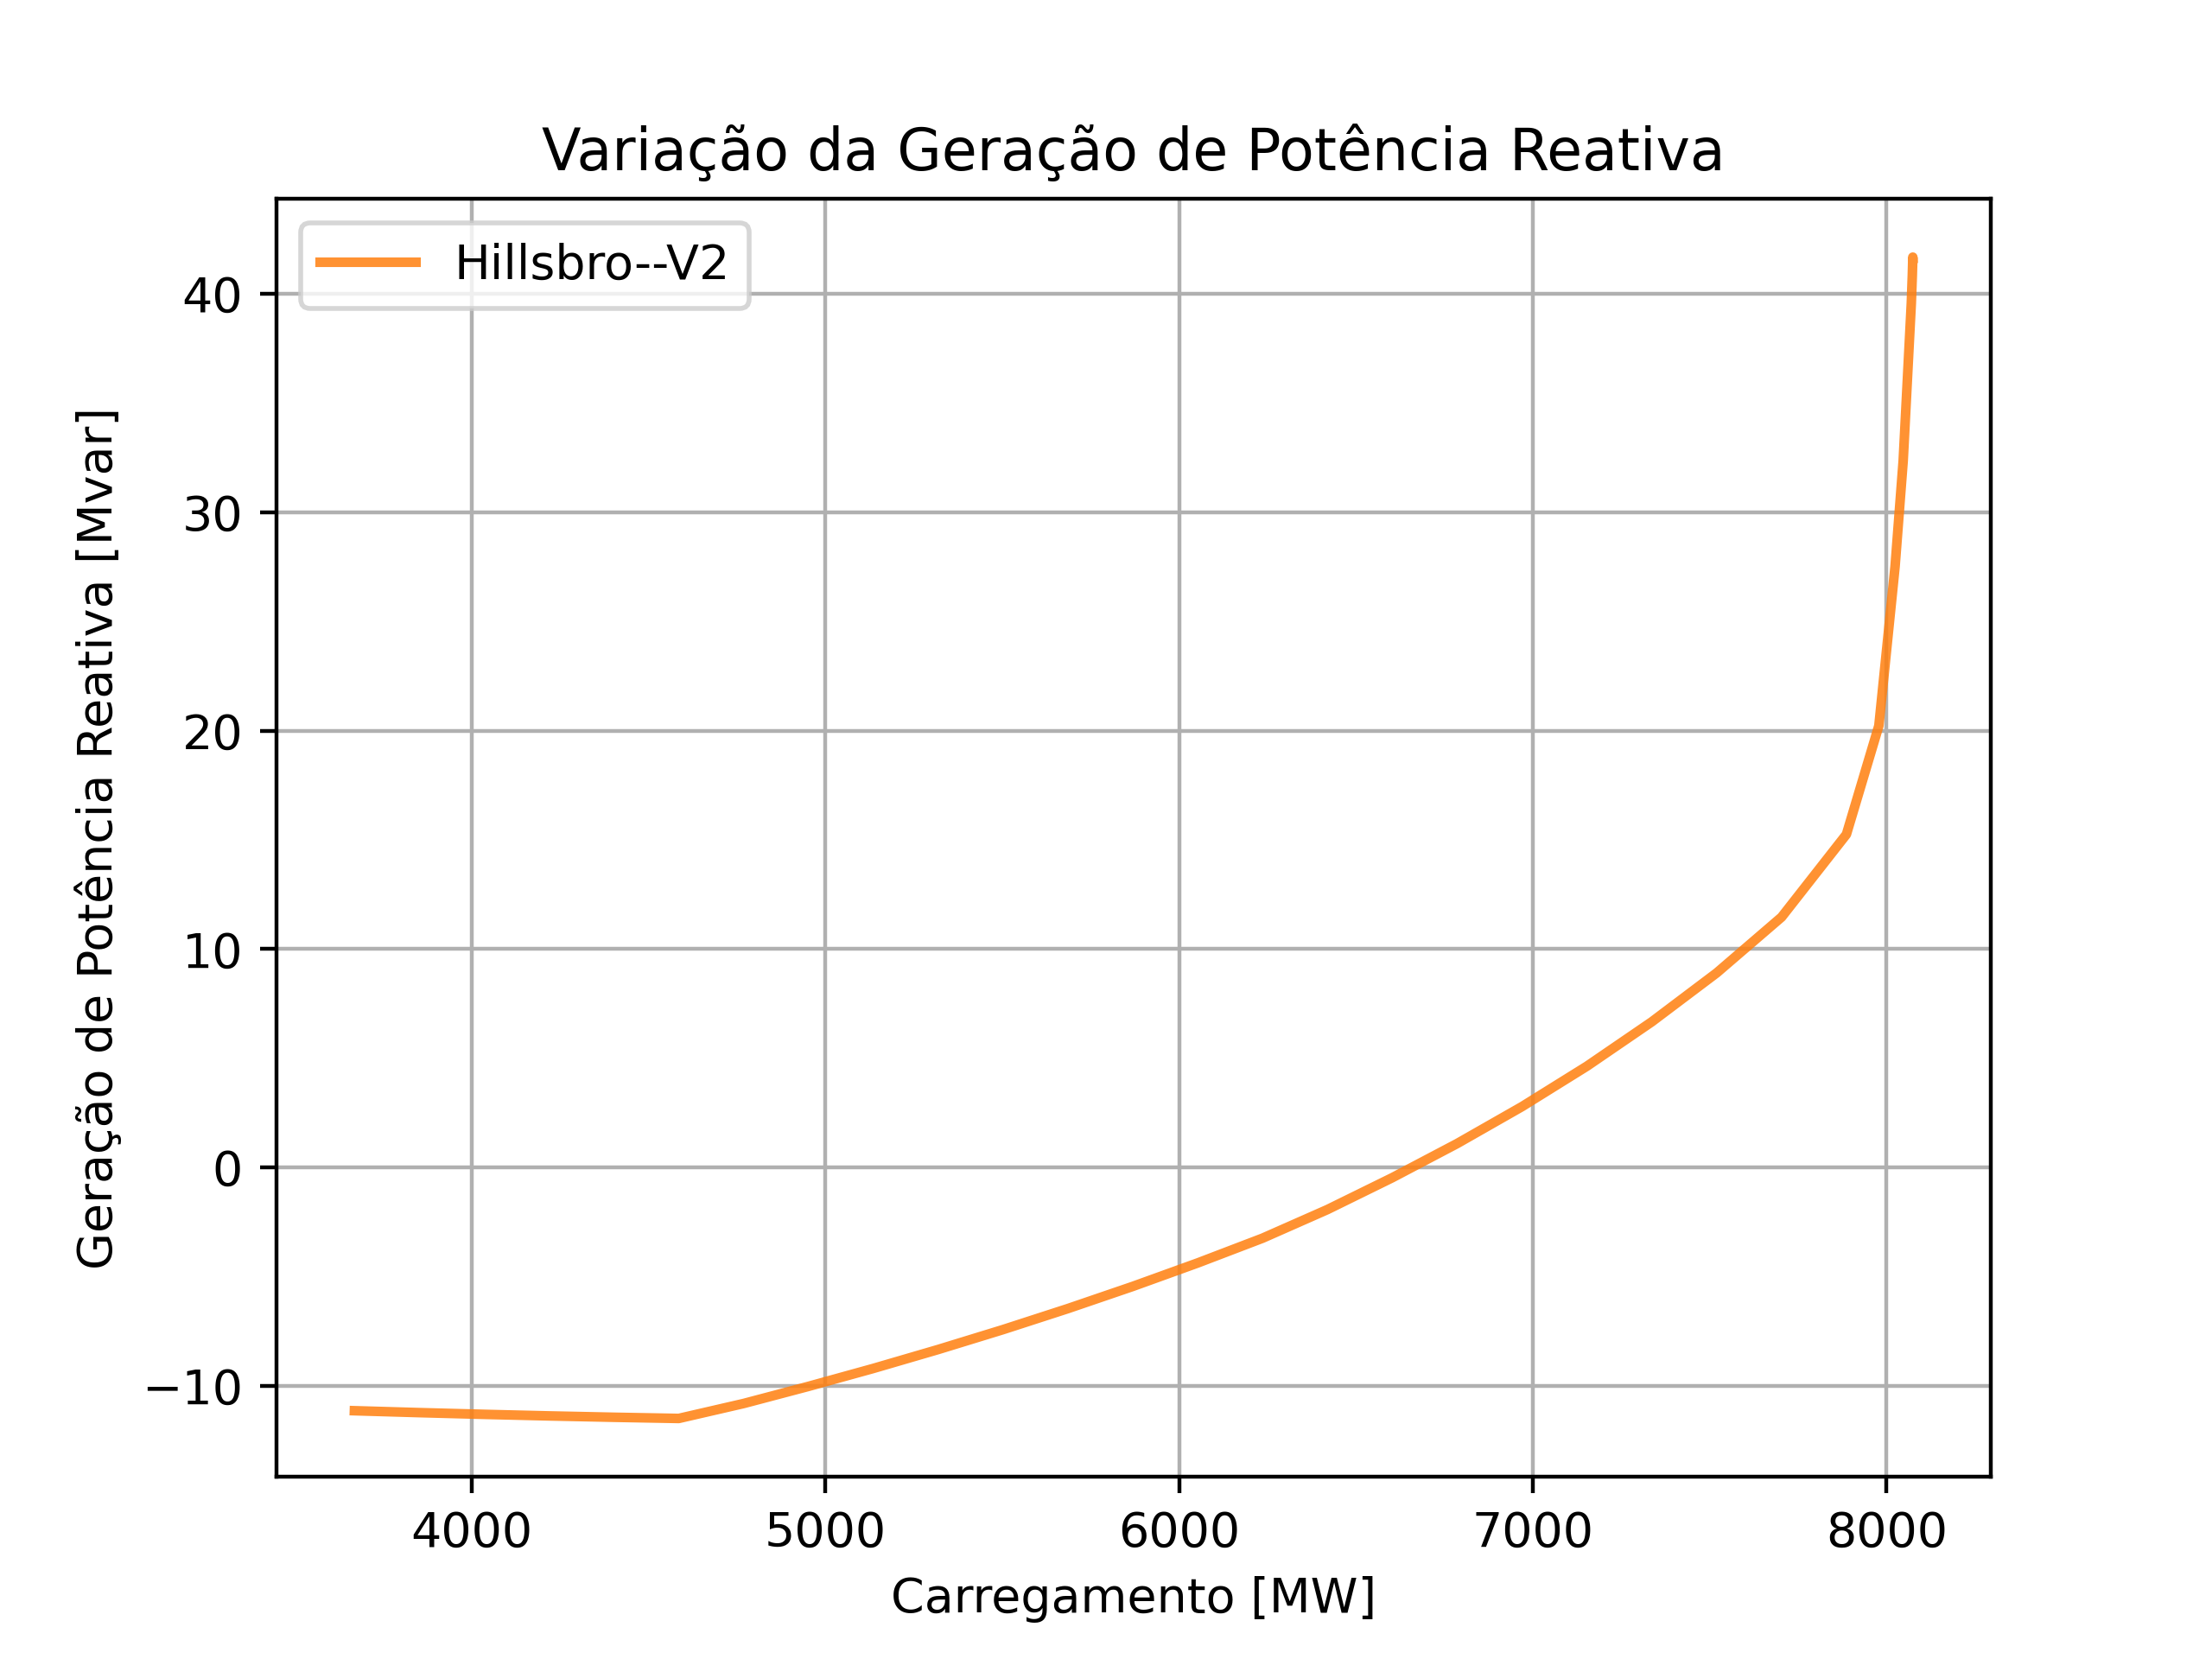 Variação da Geração de Potência Reativa
Hillsbro--V2
Geração de Potência Reativa [Mvar]
40
30
20
10
0
−10
4000 5000 6000 7000 8000
Carregamento [MW]